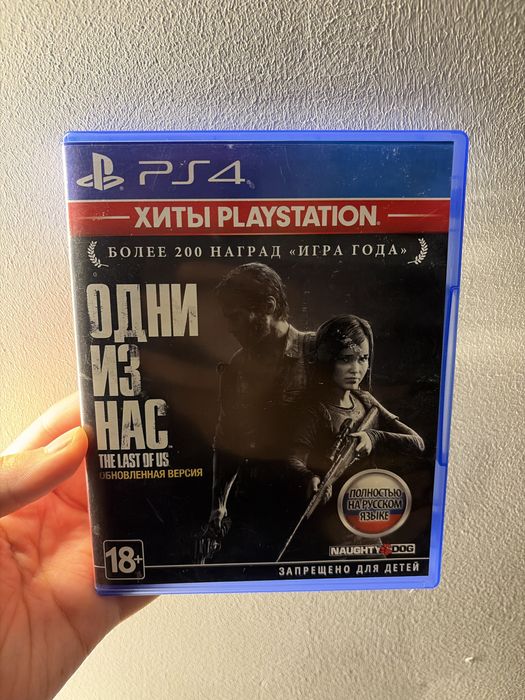 PS4
ХИТЫ PLAYSTATION
БОЛЕЕ 200 НАГРАД «ИГРА ГОДА»
ОДНИ
ИЗ
НАС
THE LAST OF US
ОБНОВЛЕННАЯ ВЕРСИЯ
ПОЛНОСТЬЮ
НА РУССКОМ
ЯЗЫКЕ
NAUGHTY DOG
18+
ЗАПРЕЩЕНО ДЛЯ ДЕТЕЙ